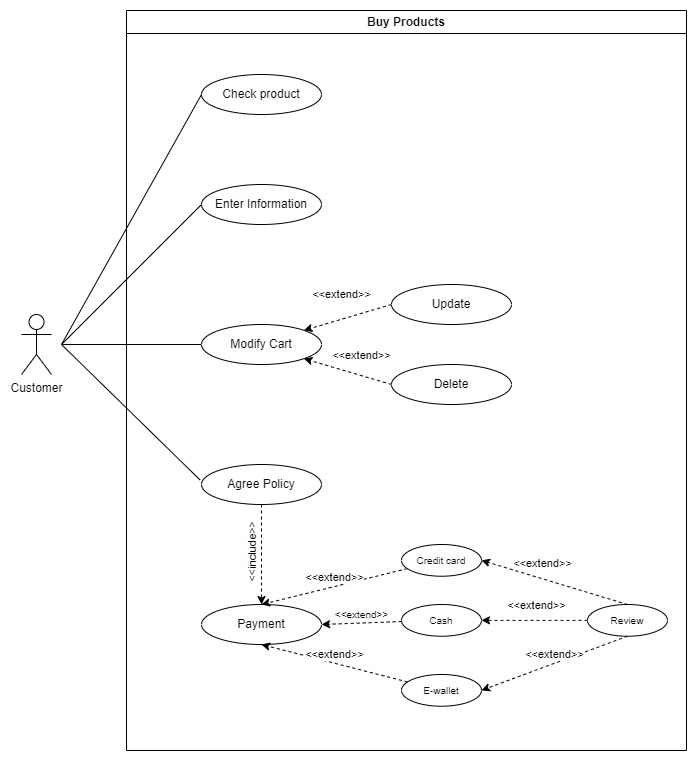 Buy Products
Check product
Enter Information
<<extend>>
Update
Modify Cart
<<extend>>
Delete
Customer
Agree Policy
<<include>>
Credit card
<<extend>>
<<extend>>
Payment
<<extend>>
Cash
<<extend>>
Review
<<extend>>
<<extend>>
E-wallet